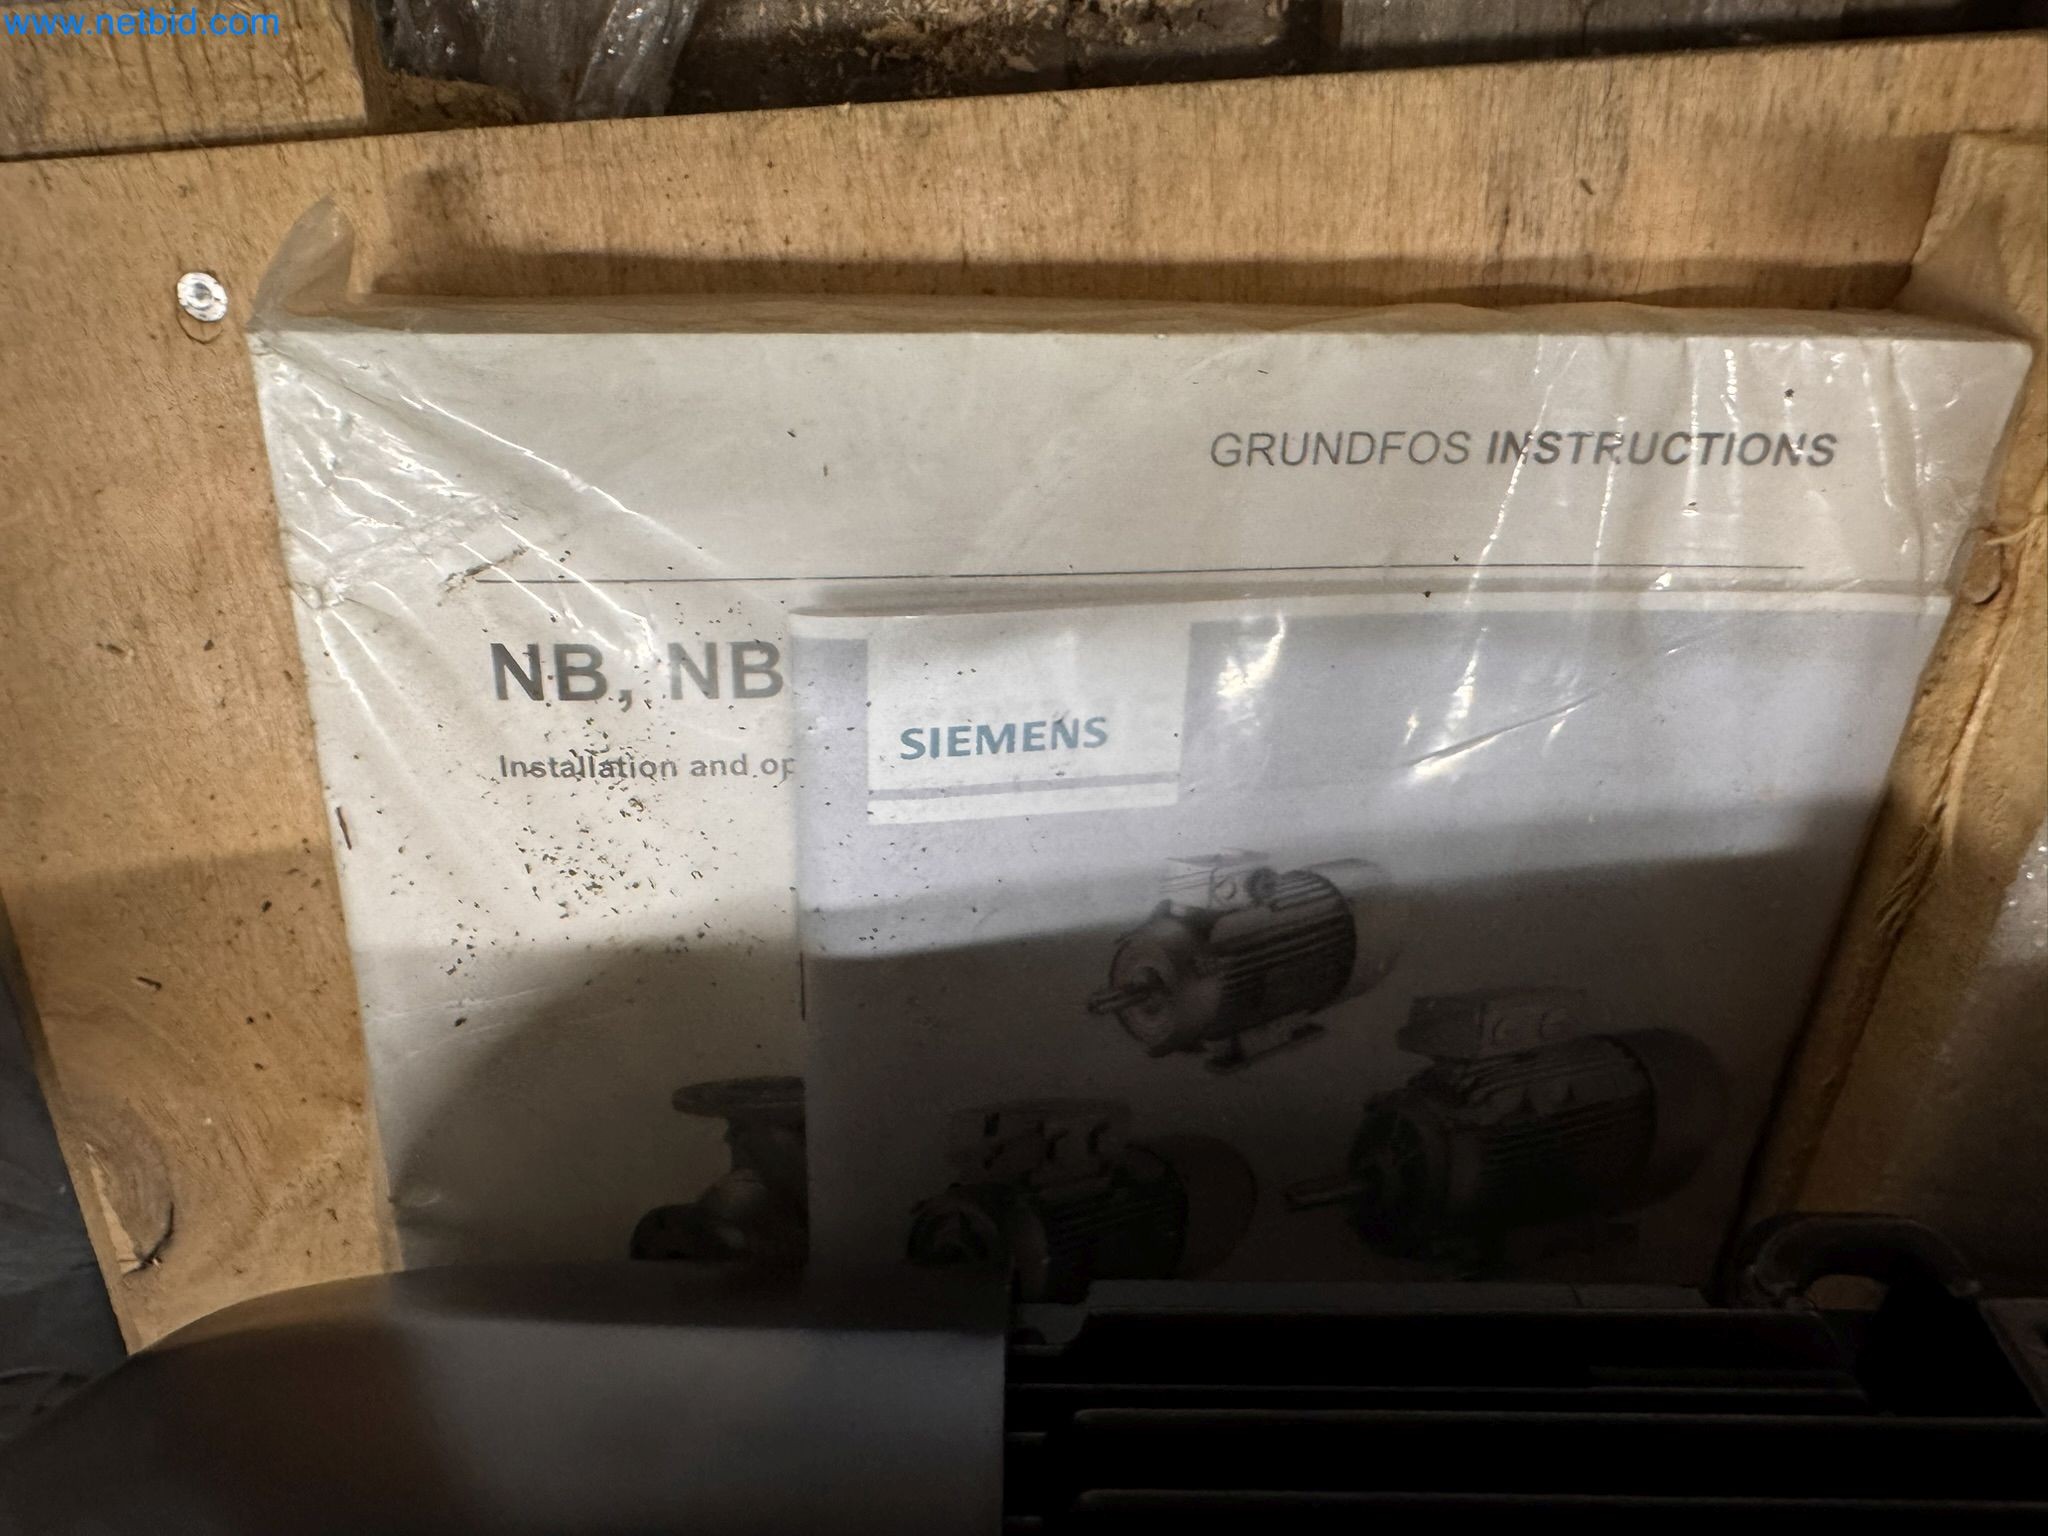 www.netbid.com
GRUNDFOS INSTRUCTIONS
NB, NB
Installation and op
SIEMENS